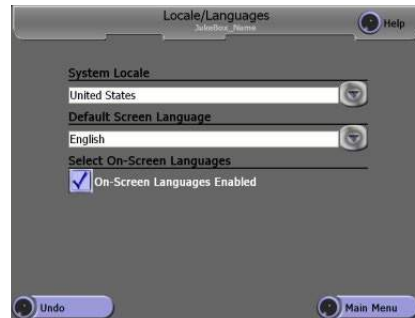 Locale/Languages
JukeBox_Name
Help
System Locale
United States
Default Screen Language
English
Select On-Screen Languages
On-Screen Languages Enabled
Undo
Main Menu